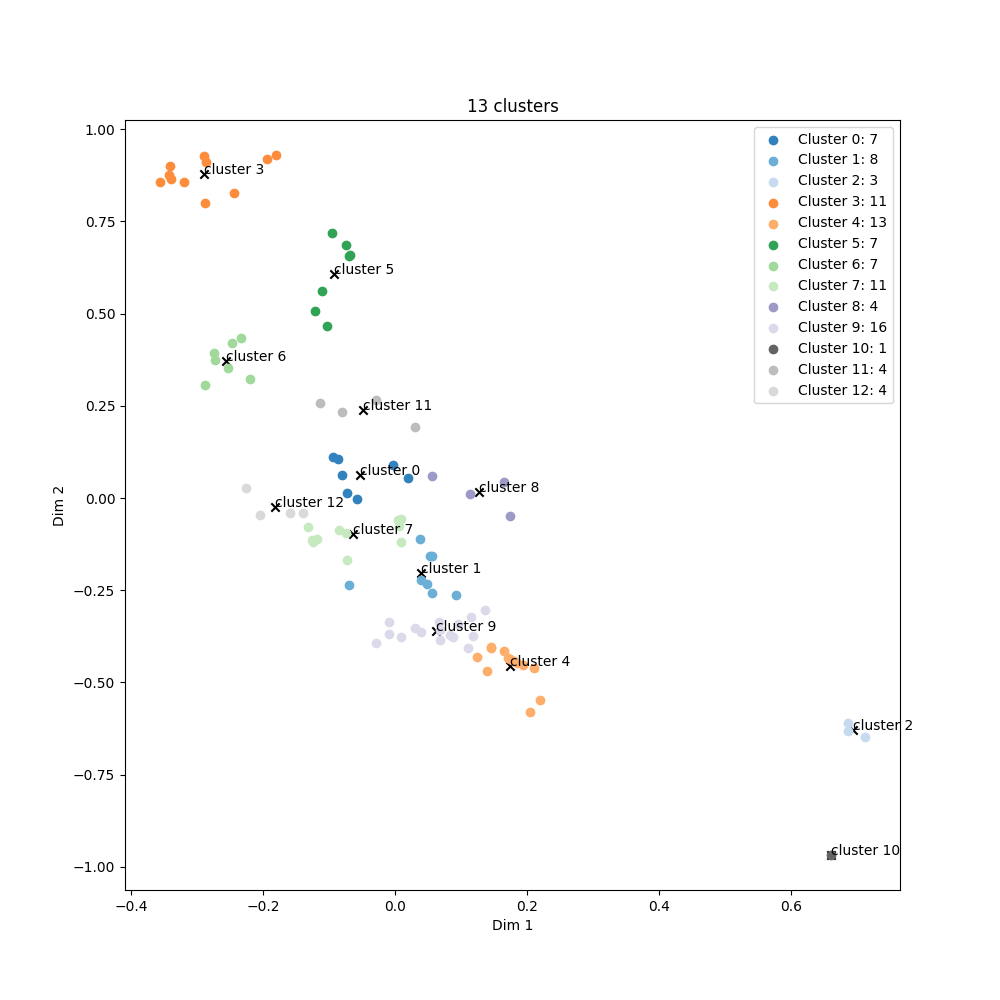 13 clusters
1.00
0.75
0.50
0.25
0.00
−0.25
−0.50
−0.75
−1.00
Dim 2
−0.4
−0.2
0.0
0.2
0.4
0.6
Dim 1
Cluster 0: 7
Cluster 1: 8
Cluster 2: 3
Cluster 3: 11
Cluster 4: 13
Cluster 5: 7
Cluster 6: 7
Cluster 7: 11
Cluster 8: 4
Cluster 9: 16
Cluster 10: 1
Cluster 11: 4
Cluster 12: 4
cluster 3
cluster 5
cluster 6
cluster 11
cluster 0
cluster 8
cluster 12
cluster 7
cluster 1
cluster 9
cluster 4
cluster 2
cluster 10